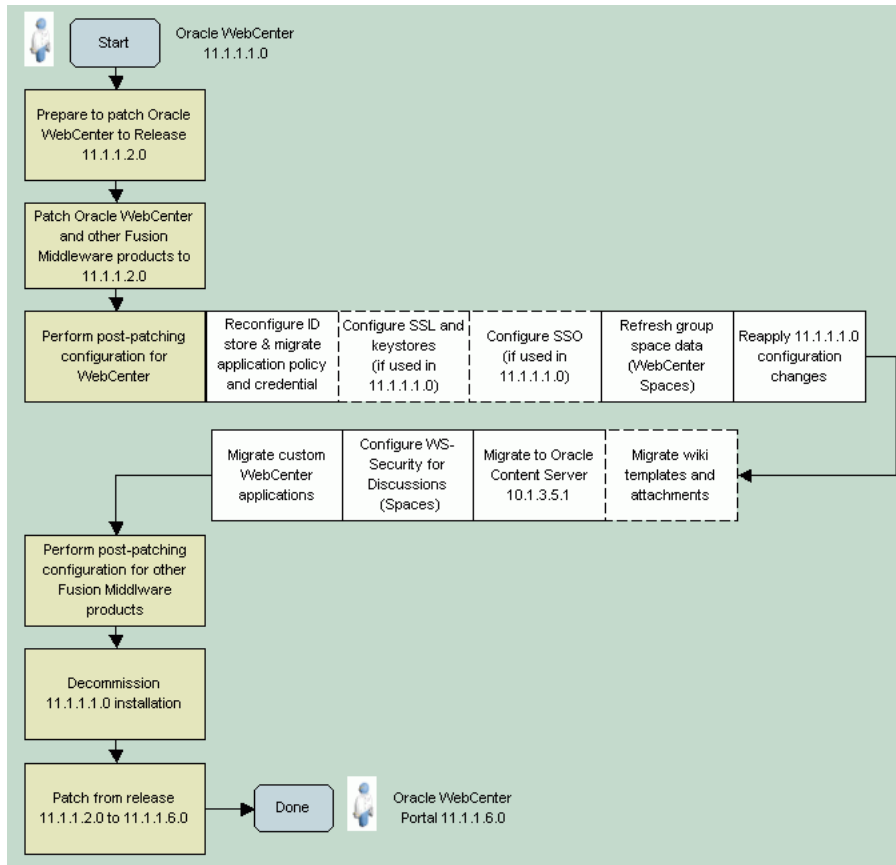 Start
Oracle WebCenter
11.1.1.1.0
Prepare to patch Oracle
WebCenter to Release
11.1.1.2.0
Patch Oracle WebCenter
and other Fusion
Middleware products to
11.1.1.2.0
Perform post-patching
configuration for
WebCenter
Reconfigure ID
store & migrate
application policy
and credential
Configure SSL and
keystores
(if used in
11.1.1.1.0)
Configure SSO
(if used in
11.1.1.1.0)
Refresh group
space data
(WebCenter
Spaces)
Reapply 11.1.1.1.0
configuration
changes
Migrate custom
WebCenter
applications
Configure WS-
Security for
Discussions
(Spaces)
Migrate to Oracle
Content Server
10.1.3.5.1
Migrate wiki
templates and
attachments
Perform post-patching
configuration for other
Fusion Middlware
products
Decommission
11.1.1.1.0 installation
Patch from release
11.1.1.2.0 to 11.1.1.6.0
Done
Oracle WebCenter
Portal 11.1.1.6.0